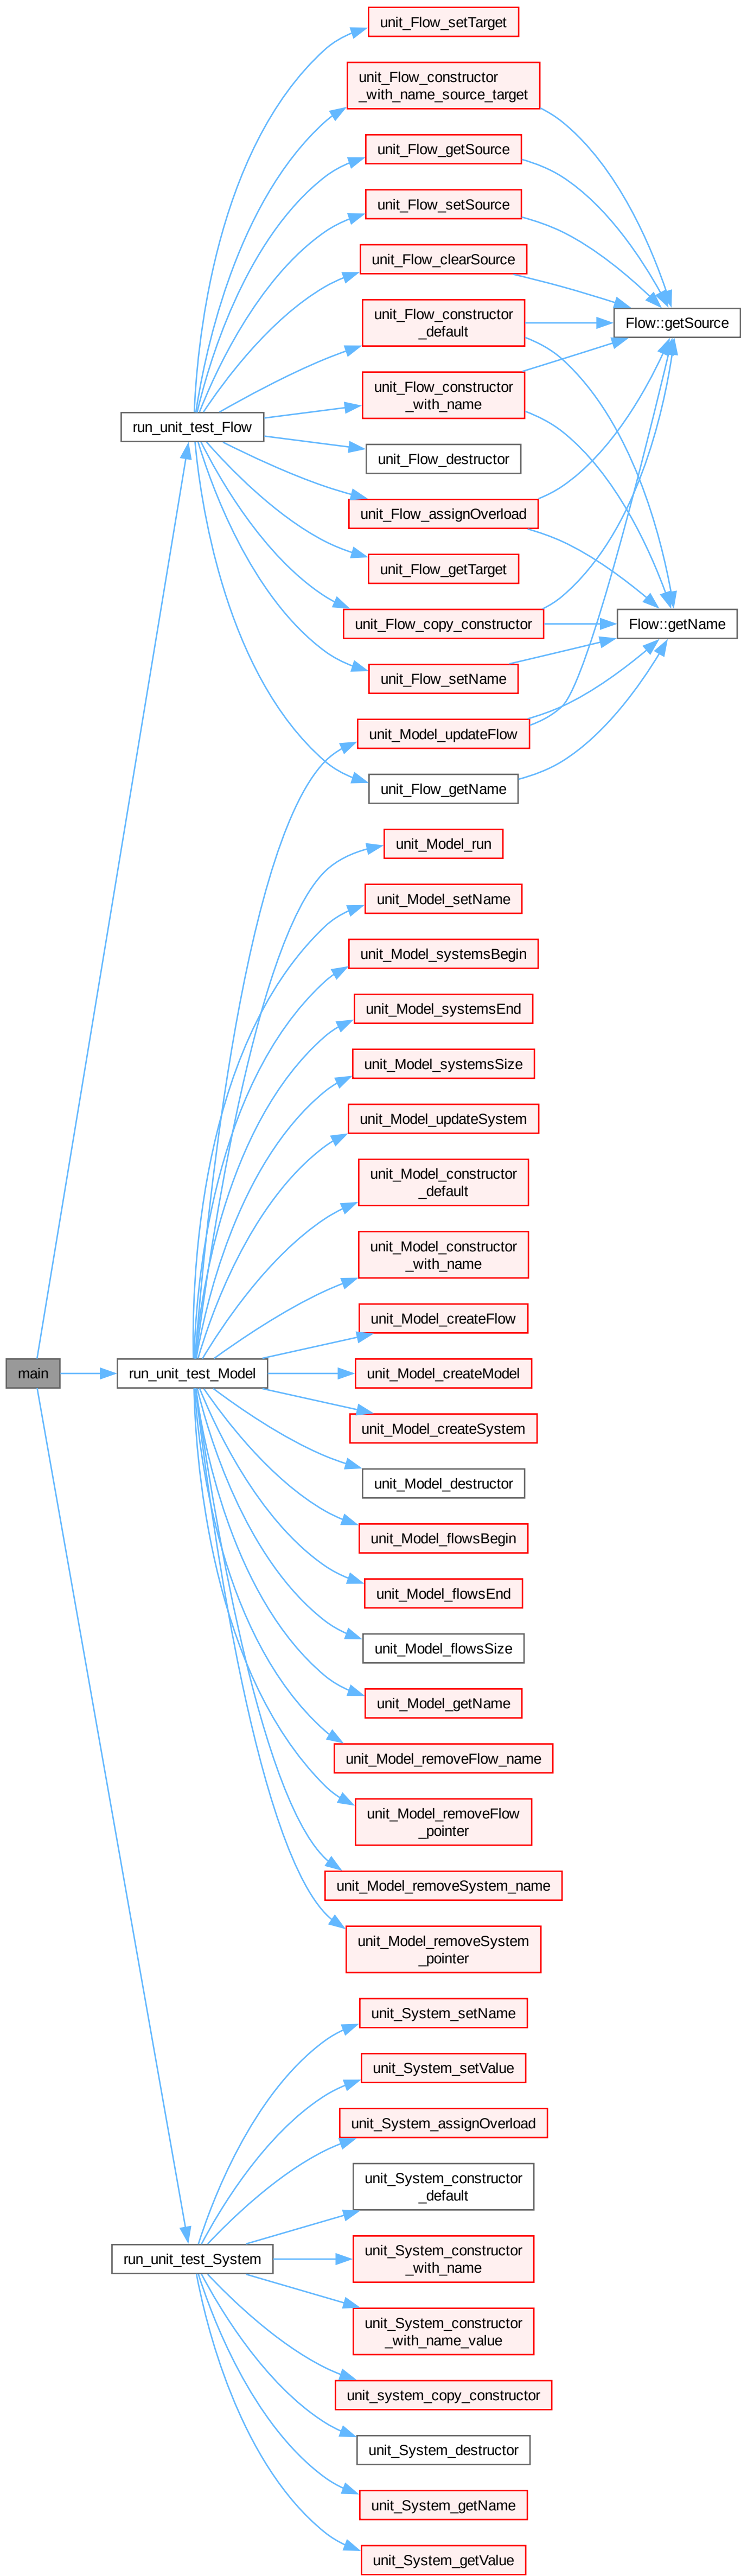 unit_Flow_setTarget
unit_Flow_constructor
_with_name_source_target
unit_Flow_getSource
unit_Flow_setSource
unit_Flow_clearSource
unit_Flow_constructor
_default
Flow::getSource
unit_Flow_constructor
_with_name
run_unit_test_Flow
unit_Flow_destructor
unit_Flow_assignOverload
unit_Flow_getTarget
unit_Flow_copy_constructor
Flow::getName
unit_Flow_setName
unit_Model_updateFlow
unit_Flow_getName
unit_Model_run
unit_Model_setName
unit_Model_systemsBegin
unit_Model_systemsEnd
unit_Model_systemsSize
unit_Model_updateSystem
unit_Model_constructor
_default
unit_Model_constructor
_with_name
unit_Model_createFlow
main
run_unit_test_Model
unit_Model_createModel
unit_Model_createSystem
unit_Model_destructor
unit_Model_flowsBegin
unit_Model_flowsEnd
unit_Model_flowsSize
unit_Model_getName
unit_Model_removeFlow_name
unit_Model_removeFlow
_pointer
unit_Model_removeSystem_name
unit_Model_removeSystem
_pointer
unit_System_setName
unit_System_setValue
unit_System_assignOverload
unit_System_constructor
_default
run_unit_test_System
unit_System_constructor
_with_name
unit_System_constructor
_with_name_value
unit_system_copy_constructor
unit_System_destructor
unit_System_getName
unit_System_getValue